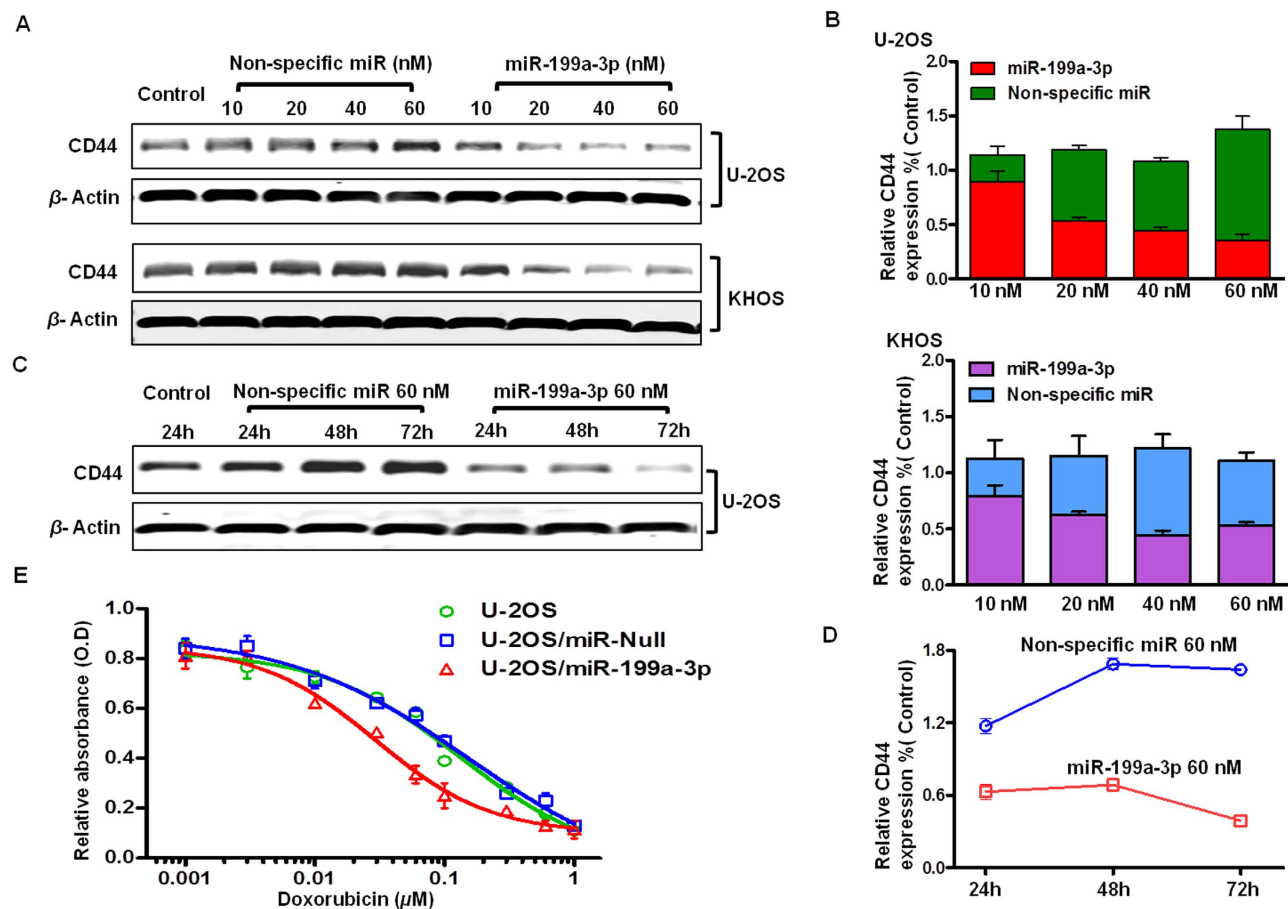 A
Non-specific miR (nM)
miR-199a-3p (nM)
Control
10 20 40 60 10 20 40 60
CD44
β- Actin
U-2OS
CD44
β- Actin
KHOS
B
U-2OS
miR-199a-3p
Non-specific miR
Relative CD44
expression %( Control)
2.0
1.5
1.0
0.5
0.0
10 nM 20 nM 40 nM 60 nM
KHOS
miR-199a-3p
Non-specific miR
Relative CD44
expression %( Control)
2.0
1.5
1.0
0.5
0.0
10 nM 20 nM 40 nM 60 nM
C
Control
Non-specific miR 60 nM
miR-199a-3p 60 nM
24h 24h 48h 72h 24h 48h 72h
CD44
β- Actin
U-2OS
D
Non-specific miR 60 nM
miR-199a-3p 60 nM
Relative CD44
expression %( Control)
1.8
1.2
0.6
0.0
24h 48h 72h
E
U-2OS
U-2OS/miR-Null
U-2OS/miR-199a-3p
Relative absorbance (O.D)
1.0
0.8
0.6
0.4
0.2
0.0
0.001 0.01 0.1 1
Doxorubicin (µM)